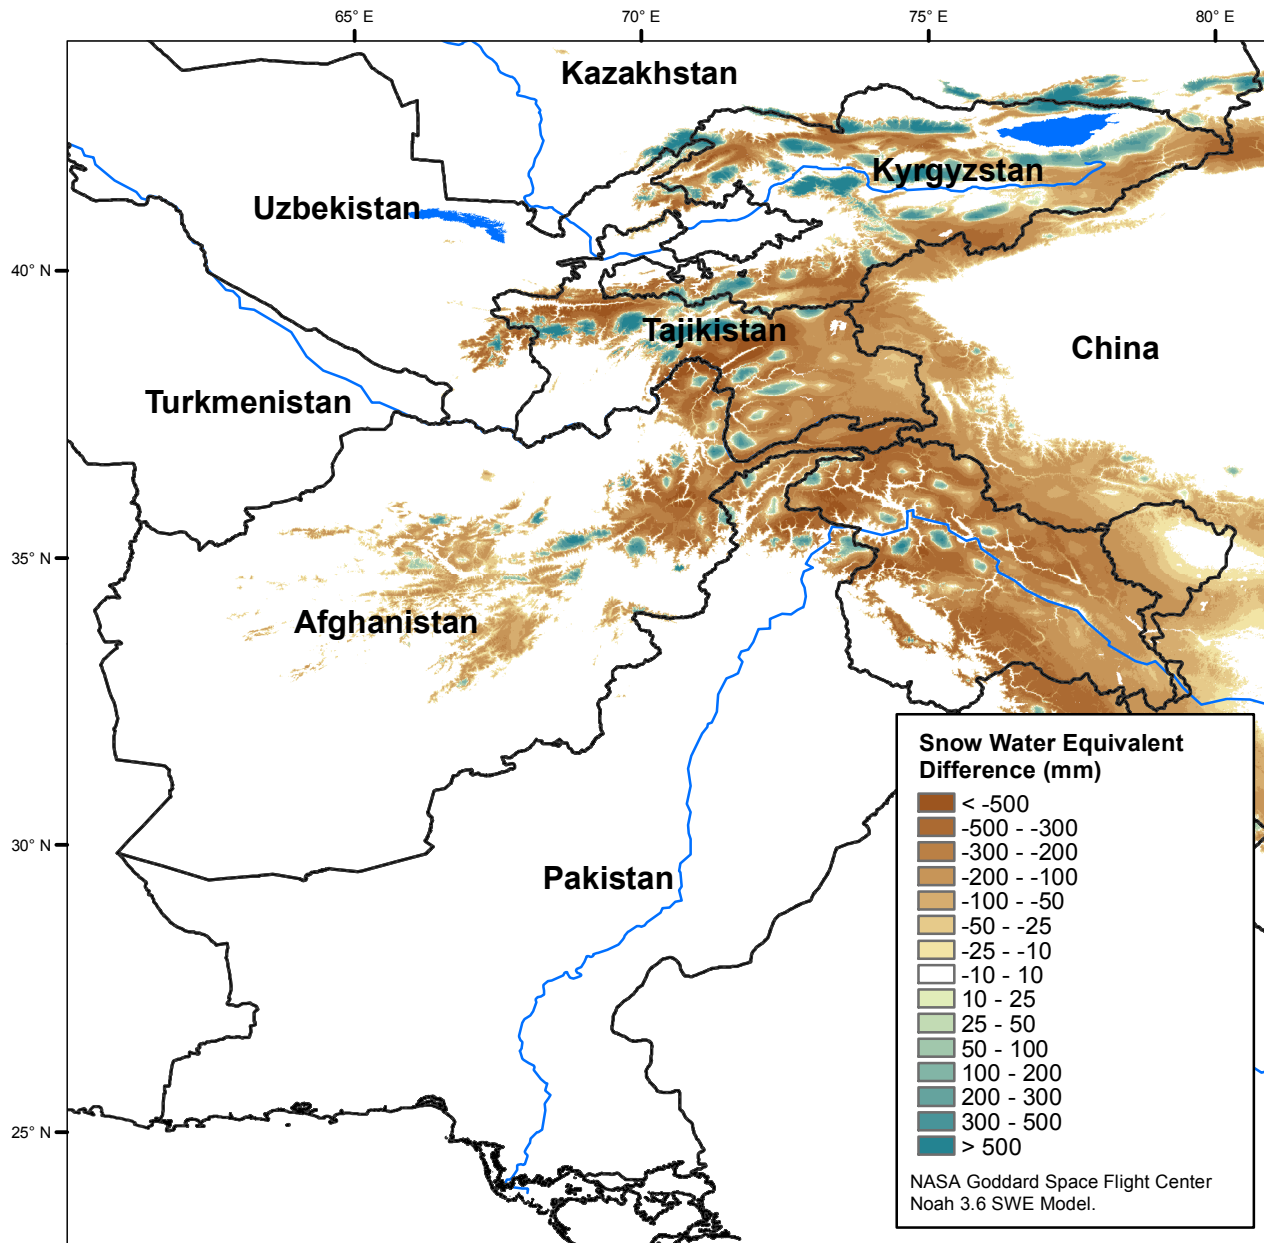 65° E
70° E
75° E
80° E
Kazakhstan
Kyrgyzstan
Uzbekistan
40° N
Tajikistan
China
Turkmenistan
35° N
Afghanistan
Snow Water Equivalent
Difference (mm)
< -500
-500 - -300
-300 - -200
-200 - -100
-100 - -50
-50 - -25
-25 - -10
-10 - 10
10 - 25
25 - 50
50 - 100
100 - 200
200 - 300
300 - 500
> 500
NASA Goddard Space Flight Center
Noah 3.6 SWE Model.
30° N
Pakistan
25° N